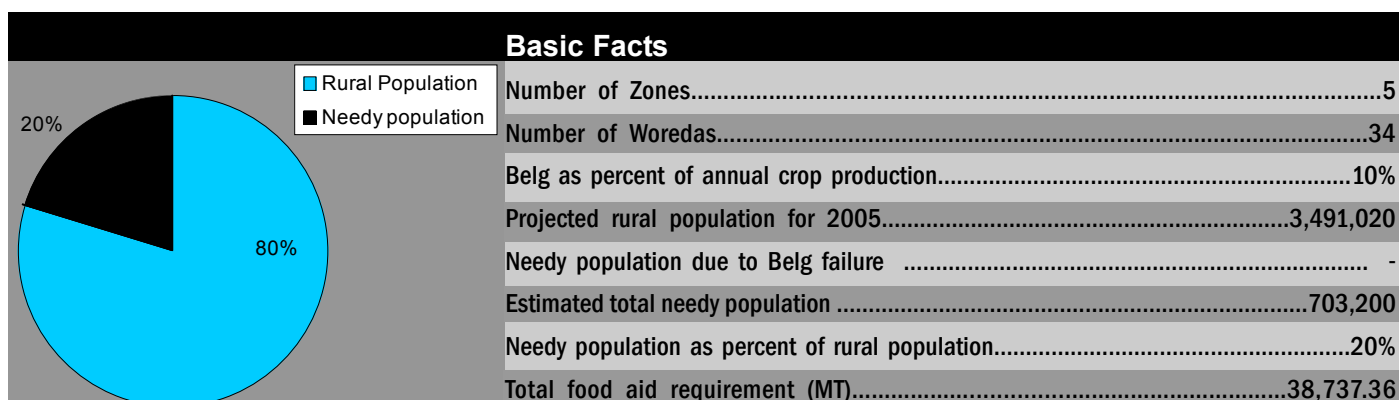 Basic Facts
Rural Population
Needy population
20%
80%
Number of Zones....................................................................................................5
Number of Woredas..............................................................................................34
Belg as percent of annual crop production............................................................10%
Projected rural population for 2005...........................................................3,491,020
Needy population due to Belg failure .................................................................... -
Estimated total needy population ....................................................................703,200
Needy population as percent of rural population....................................................20%
Total food aid requirement (MT)..............................................................38,737.36